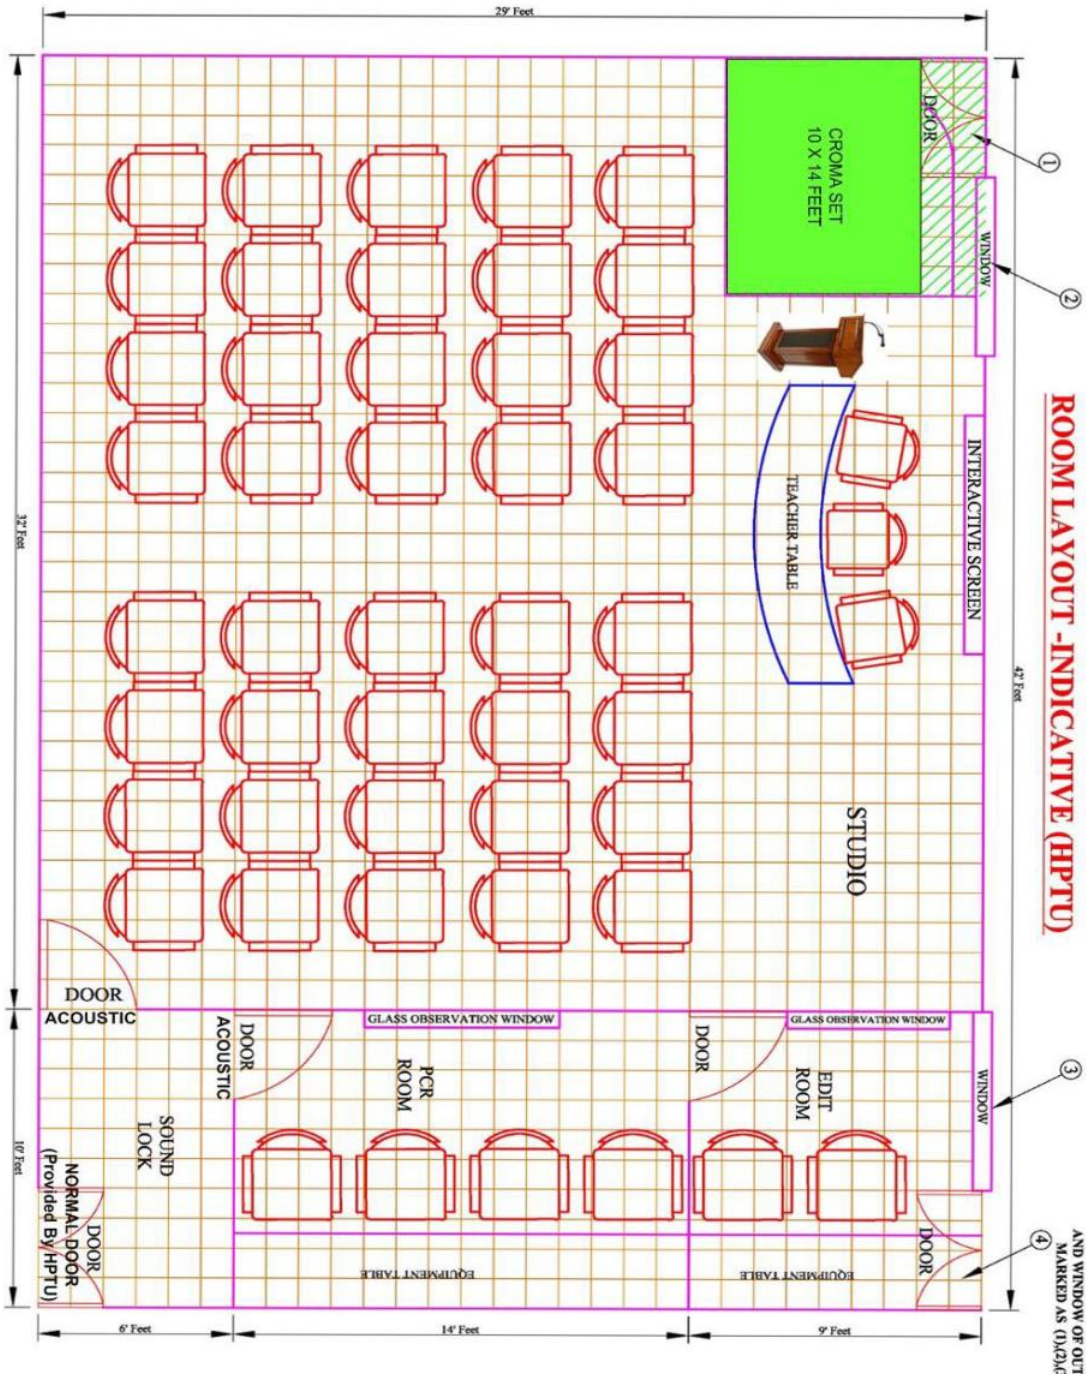 29' Feet
ROOM LAYOUT -INDICATIVE (HPTU)
①
②
③
④
DOOR
CROMA SET
10 X 14 FEET
WINDOW
INTERACTIVE SCREEN
TEACHER TABLE
32' Feet
42' Feet
STUDIO
DOOR
ACOUSTIC
GLASS OBSERVATION WINDOW
GLASS OBSERVATION WINDOW
DOOR
ACOUSTIC
PCR
ROOM
DOOR
EDIT
ROOM
WINDOW
SOUND
LOCK
10' Feet
DOOR
NORMAL DOOR
(Provided By HPTU)
EQUIPMENT TABLE
EQUIPMENT TABLE
DOOR
AND WINDOW OF OUT
MARKED AS (1),(2),(
6' Feet
14' Feet
9' Feet